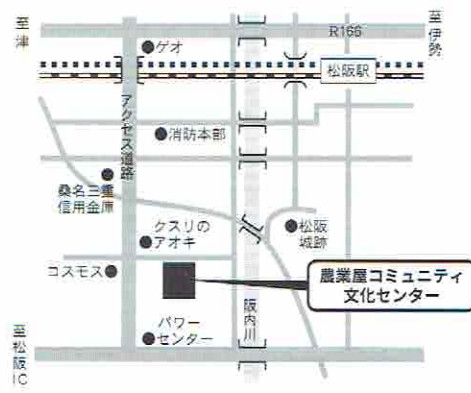 至津
至伊勢
R166
ゲオ
松阪駅
アクセス道路
消防本部
桑名三重
信用金庫
クスリの
アオキ
松阪
城跡
コスモス
農業屋コミュニティ
文化センター
阪内川
パワー
センター
至松阪IC